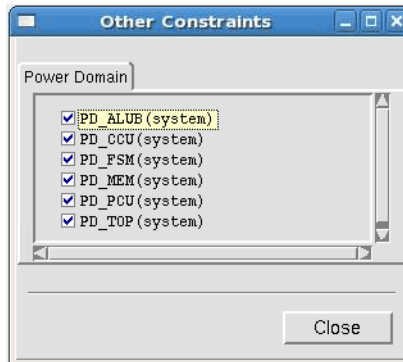 Other Constraints
Power Domain
PD_ALUB(system)
PD_CCU(system)
PD_FSM(system)
PD_MEM(system)
PD_PCU(system)
PD_TOP(system)
Close